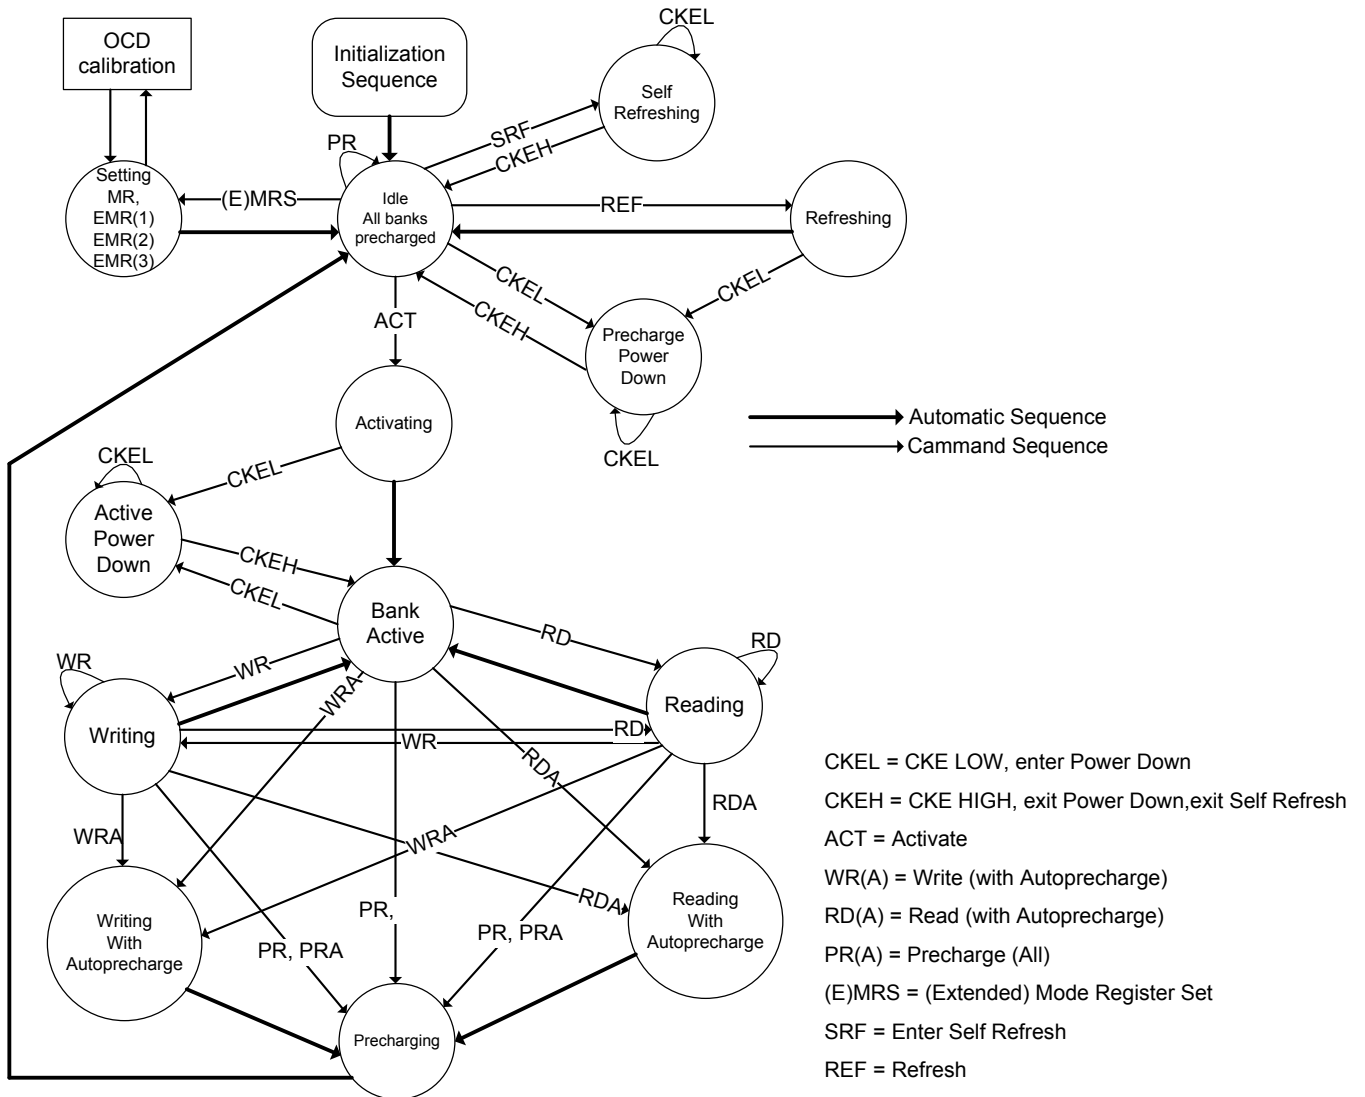 OCD
calibration
Initialization
Sequence
CKEL
Self
Refreshing
SRF
CKEH
PR
Setting
MR,
EMR(1)
EMR(2)
EMR(3)
(E)MRS
Idle
All banks
precharged
REF
Refreshing
CKEL
CKEH
CKEL
Precharge
Power
Down
CKEL
ACT
Activating
Automatic Sequence
Cammand Sequence
CKEL
CKEL
Active
Power
Down
CKEH
CKEL
Bank
Active
RD
RD
WR
WR
WRA
Reading
Writing
RD
WR
RDA
RDA
WRA
WRA
RDA
PR,
PR, PRA
PR, PRA
Writing
With
Autoprecharge
Reading
With
Autoprecharge
Precharging
CKEL = CKE LOW, enter Power Down
CKEH = CKE HIGH, exit Power Down,exit Self Refresh
ACT = Activate
WR(A) = Write (with Autoprecharge)
RD(A) = Read (with Autoprecharge)
PR(A) = Precharge (All)
(E)MRS = (Extended) Mode Register Set
SRF = Enter Self Refresh
REF = Refresh